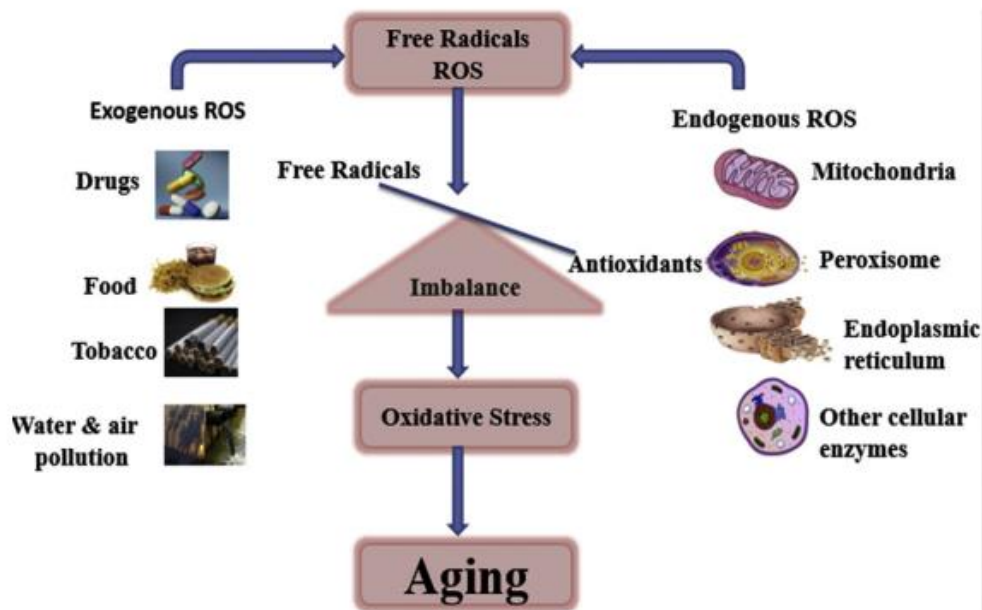 Free Radicals
ROS
Exogenous ROS
Drugs
Food
Tobacco
Water & air
pollution
Free Radicals
Antioxidants
Imbalance
Oxidative Stress
Aging
Endogenous ROS
Mitochondria
Peroxisome
Endoplasmic
reticulum
Other cellular
enzymes